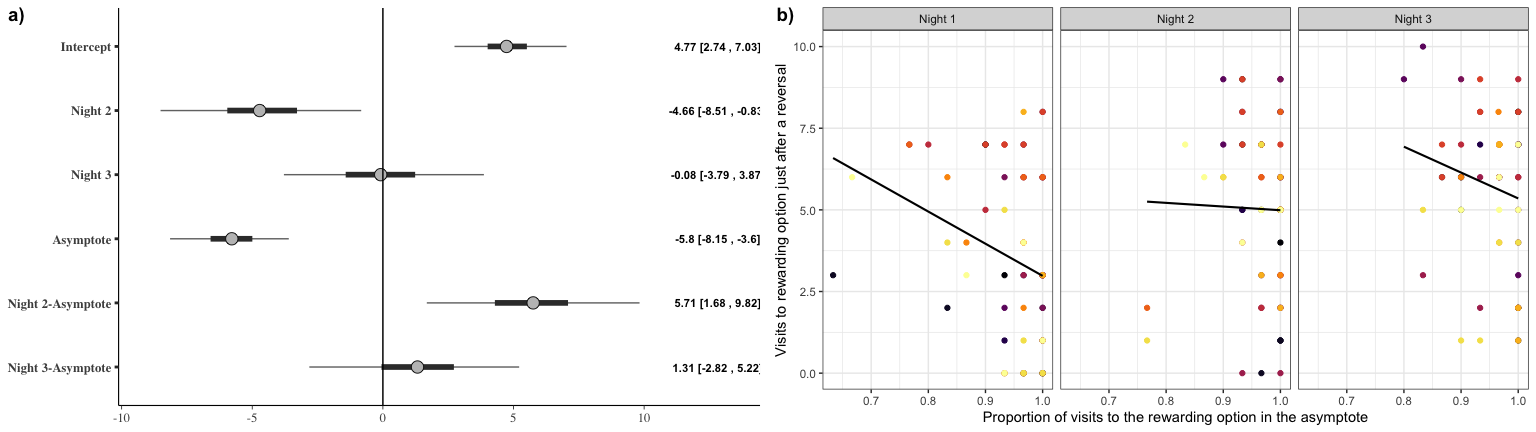 a)
Intercept
4.77 [2.74 , 7.03]
Night 2
-4.66 [-8.51 , -0.83
Night 3
-0.08 [-3.79 , 3.87
Asymptote
-5.8 [-8.15 , -3.6]
Night 2-Asymptote
5.71 [1.68 , 9.82]
Night 3-Asymptote
1.31 [-2.82 , 5.22]
-10 -5 0 5 10
b)
Night 1 Night 2 Night 3
Visits to rewarding option just after a reversal
10.0
7.5
5.0
2.5
0.0
0.7 0.8 0.9 1.0 0.7 0.8 0.9 1.0 0.7 0.8 0.9 1.0
Proportion of visits to the rewarding option in the asymptote